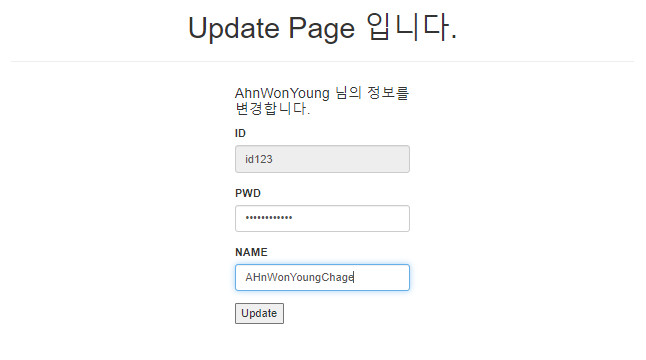 Update Page 입니다.
AhnWonYoung 님의 정보를
변경합니다.
ID
id123
PWD
••••••••••••
NAME
AHnWonYoungChage
Update